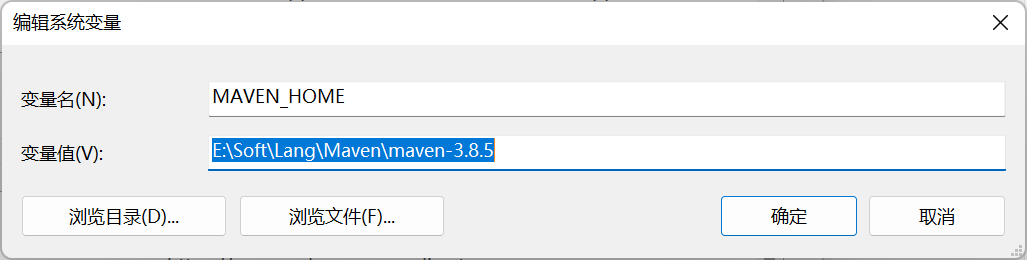 编辑系统变量
变量名(N):
MAVEN_HOME
变量值(V):
E:\Soft\Lang\Maven\maven-3.8.5
浏览目录(D)...
浏览文件(F)...
确定
取消